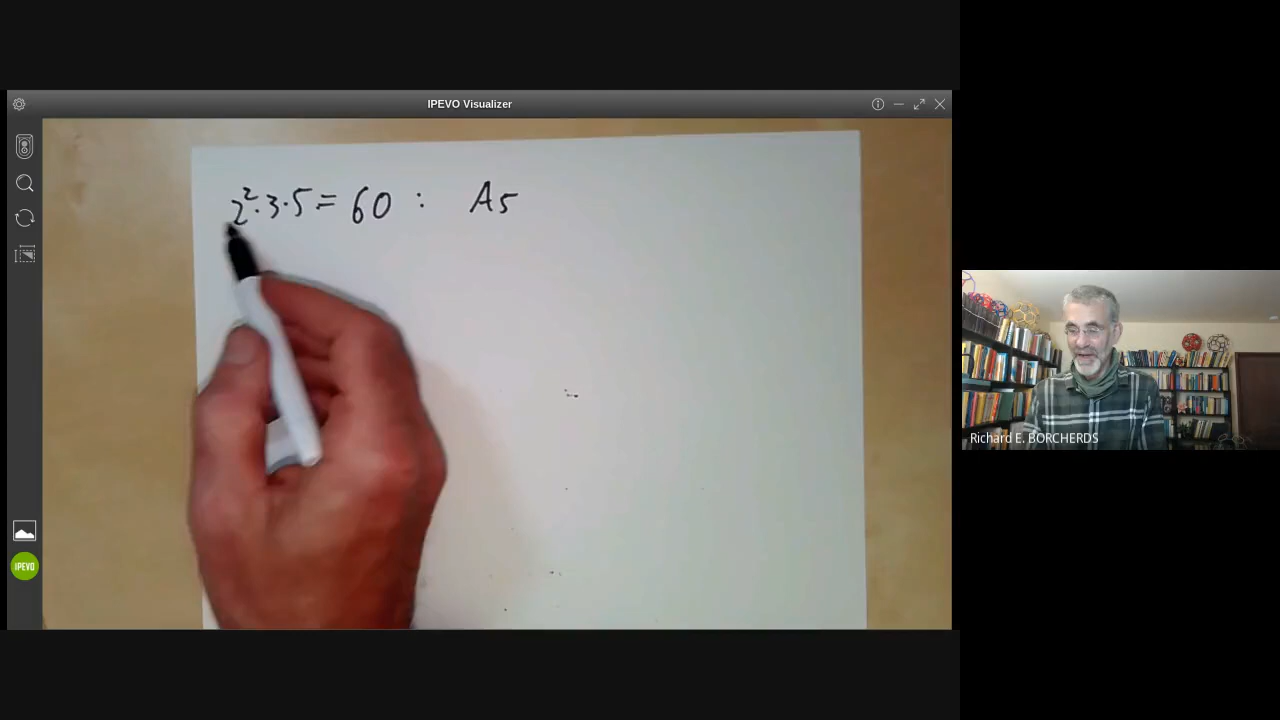 IPEVO Visualizer
2².3.5 = 60 : A5
IPEVO
Richard E. BORCHERDS